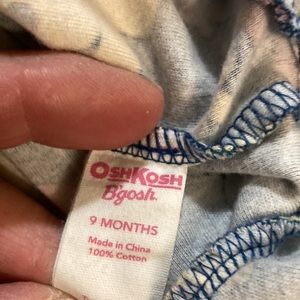 OSHKOSH
B'gosh.
9 MONTHS
Made in China
100% Cotton